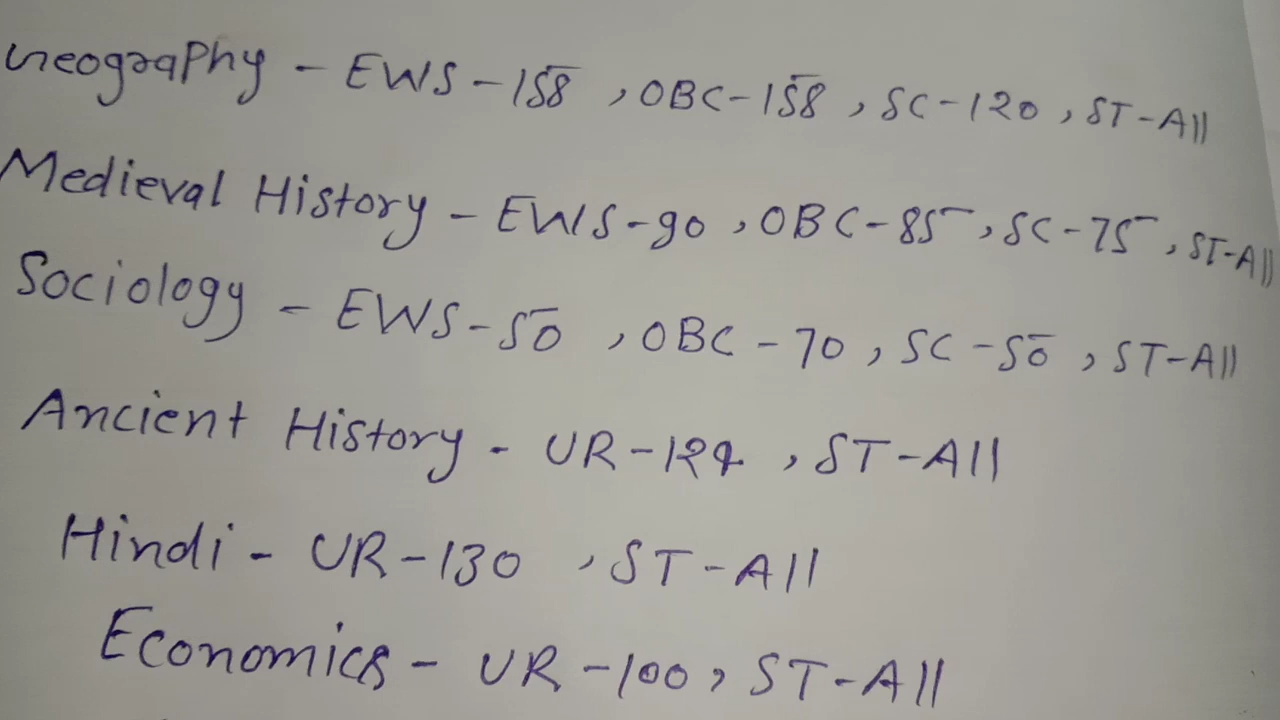 Geography - EWS-158, OBC-158, SC-120, ST-All
Medieval History - EWS-90, OBC-85, SC-75, ST-All
Sociology - EWS-50, OBC-70, SC-50, ST-All
Ancient History - UR-124, ST-All
Hindi - UR-130, ST-All
Economics - UR-100, ST-All